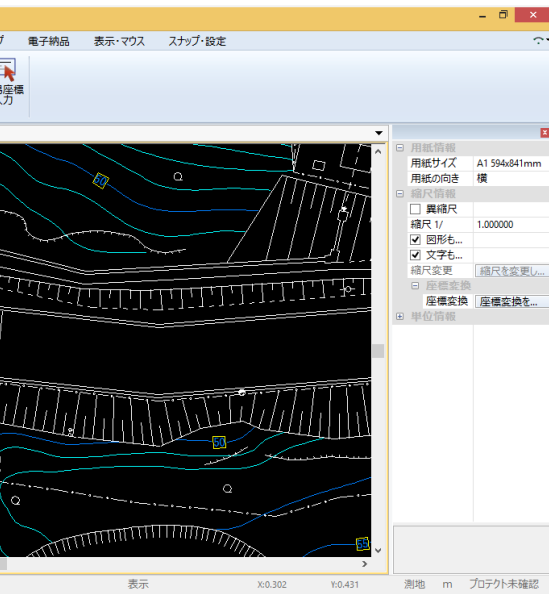 電子納品 表示・マウス スナップ・設定
座標
入力
用紙情報
用紙サイズ A1 594x841mm
用紙の向き 横
縮尺情報
異縮尺
縮尺 1/ 1.000000
図形も...
文字も...
縮尺変更 縮尺を変更し...
座標変換
座標変換 座標変換を...
単位情報
50
50
55
表示 X:0.302 Y:0.431 測地 m プロテクト未確認